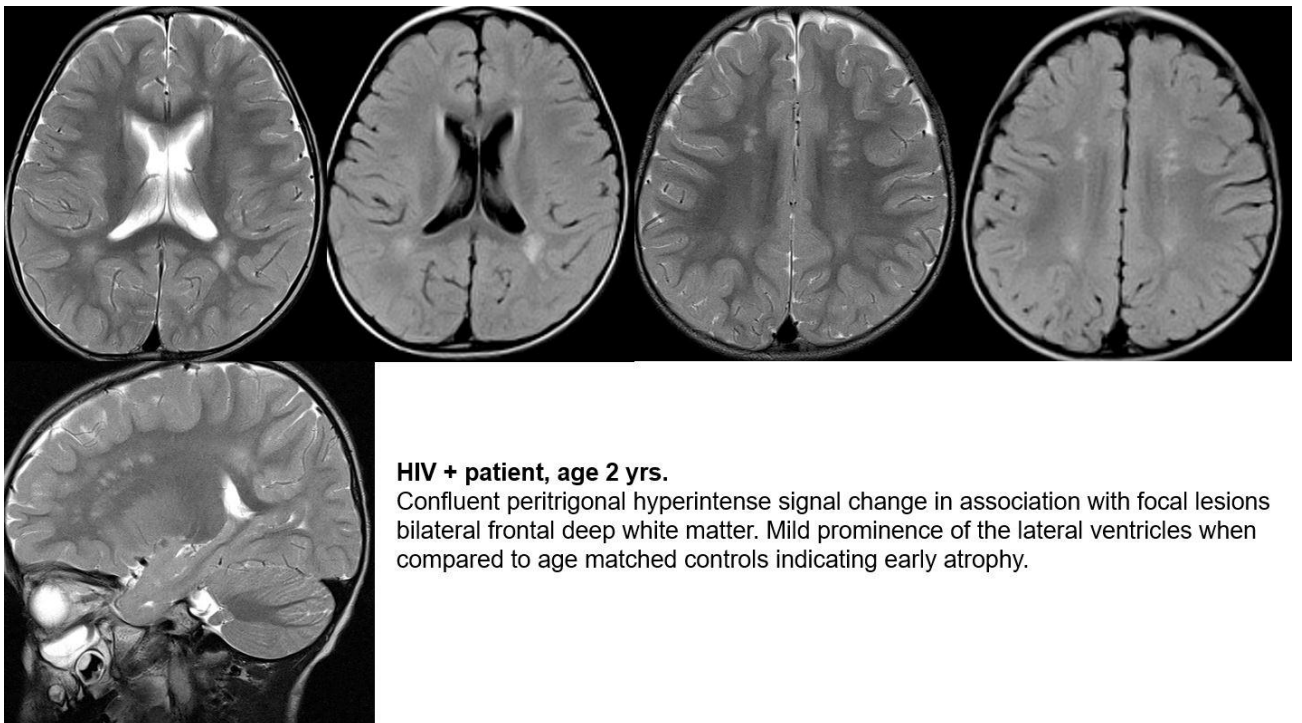 HIV + patient, age 2 yrs.
Confluent peritrigonal hyperintense signal change in association with focal lesions
bilateral frontal deep white matter. Mild prominence of the lateral ventricles when
compared to age matched controls indicating early atrophy.